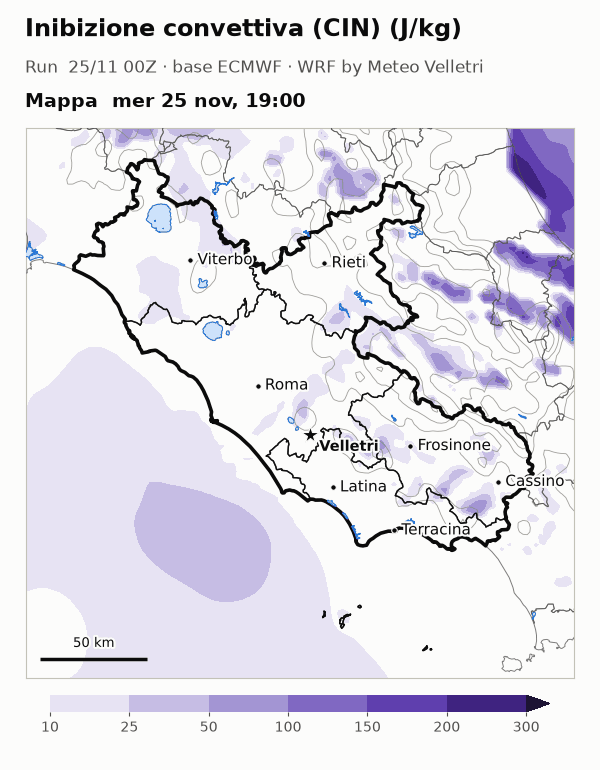 Inibizione convettiva (CIN) (J/kg)
Run 25/11 00Z · base ECMWF · WRF by Meteo Velletri
Mappa mer 25 nov, 19:00
Viterbo
Rieti
Roma
Velletri
Frosinone
Latina
Cassino
Terracina
50 km
10 25 50 100 150 200 300